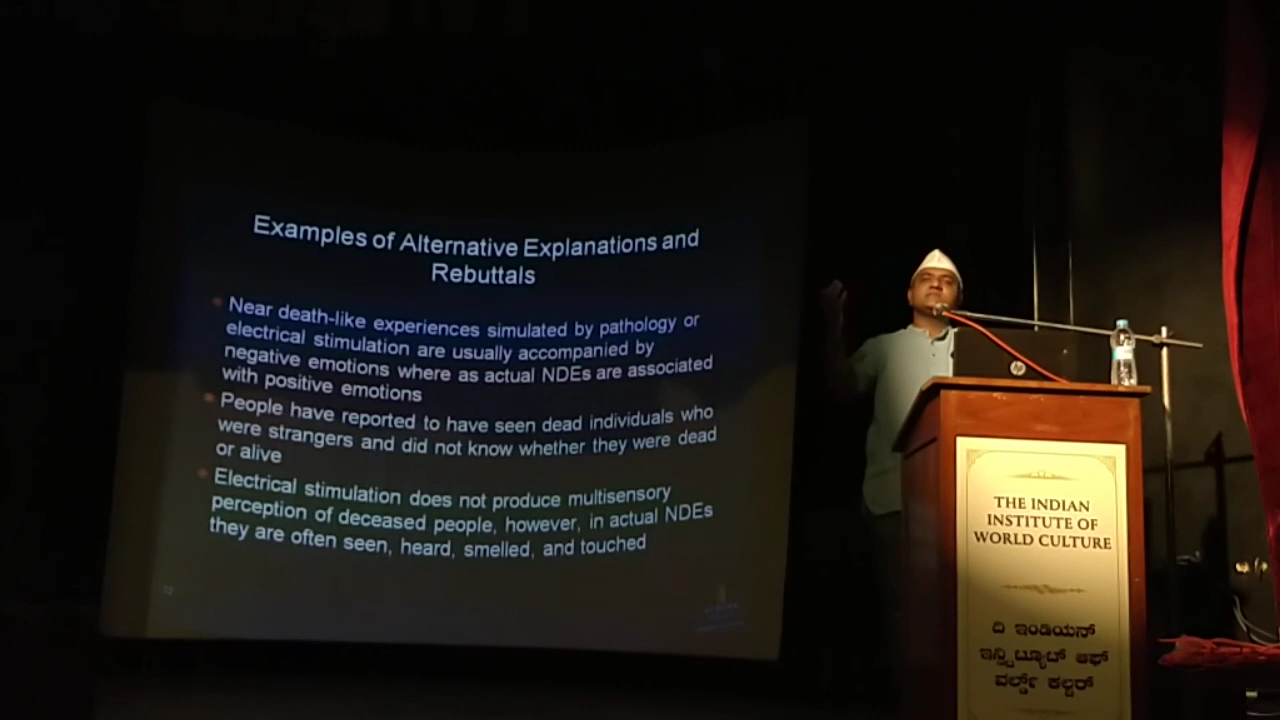 Examples of Alternative Explanations and
Rebuttals
Near death-like experiences simulated by pathology or
electrical stimulation are usually accompanied by
negative emotions where as actual NDEs are associated
with positive emotions
People have reported to have seen dead individuals who
were strangers and did not know whether they were dead
or alive
Electrical stimulation does not produce multisensory
perception of deceased people, however, in actual NDEs
they are often seen, heard, smelled, and touched
hp
THE INDIAN
INSTITUTE OF
WORLD CULTURE
ದಿ ಇಂಡಿಯನ್
ಇನ್ಸ್ಟಿಟ್ಯೂಟ್ ಆಫ್
ವರ್ಲ್ಡ್ ಕಲ್ಚರ್